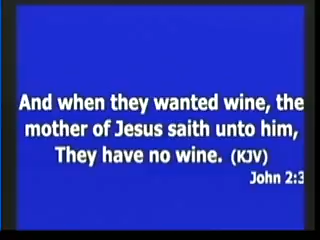 And when they wanted wine, the
mother of Jesus saith unto him,
They have no wine. (KJV)
John 2:3